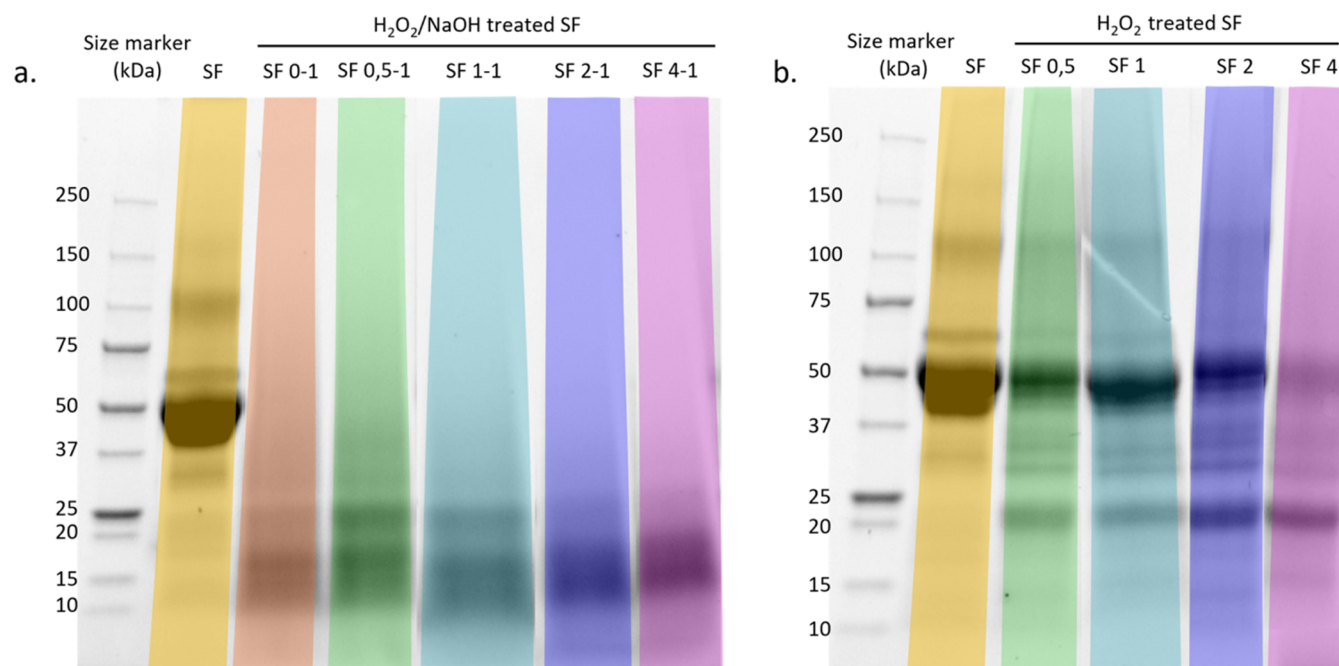 a.
H₂O₂/NaOH treated SF
Size marker
(kDa) SF SF 0-1 SF 0,5-1 SF 1-1 SF 2-1 SF 4-1
250
150
100
75
50
37
25
20
15
10
b.
H₂O₂ treated SF
Size marker
(kDa) SF SF 0,5 SF 1 SF 2 SF 4
250
150
100
75
50
37
25
20
15
10